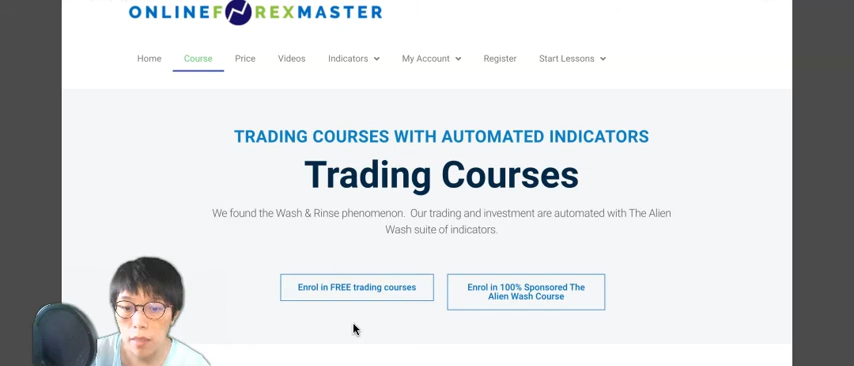 ONLINEFOREXMASTER
Home Course Price Videos Indicators My Account Register Start Lessons
TRADING COURSES WITH AUTOMATED INDICATORS
Trading Courses
We found the Wash & Rinse phenomenon. Our trading and investment are automated with The Alien
Wash suite of indicators.
Enrol in FREE trading courses
Enrol in 100% Sponsored The
Alien Wash Course